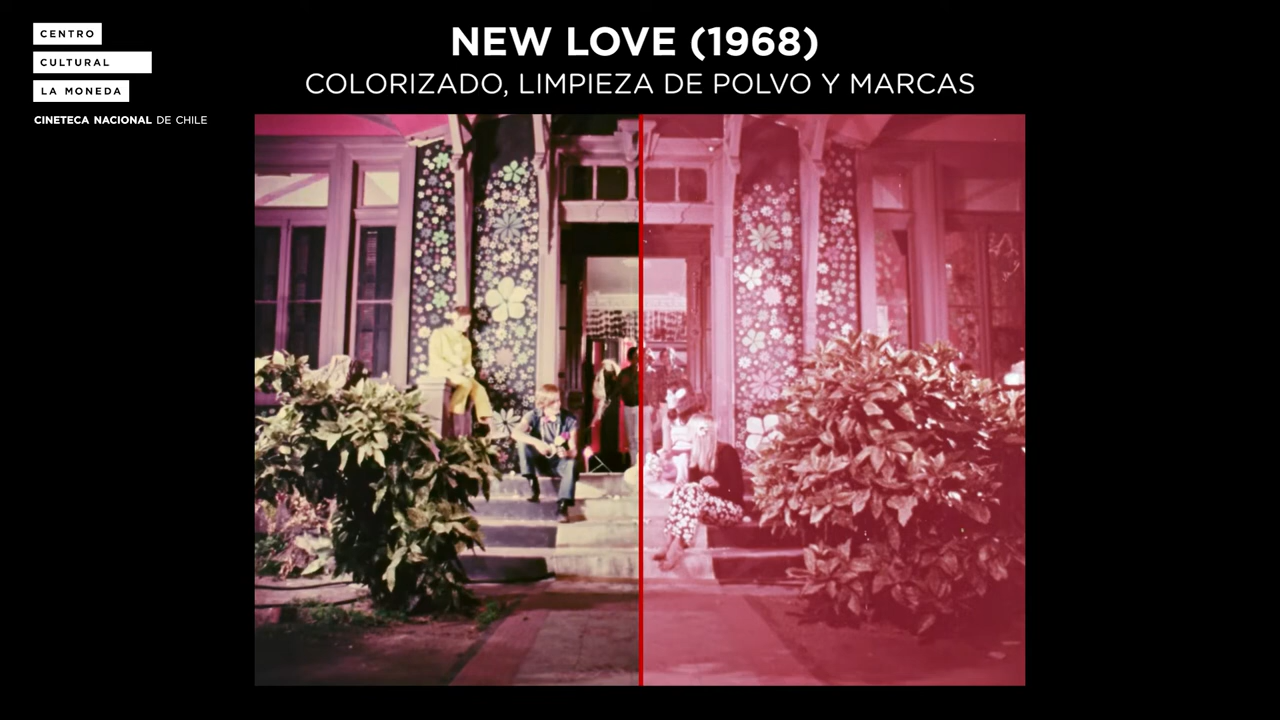 CENTRO
CULTURAL
LA MONEDA
CINETECA NACIONAL DE CHILE
NEW LOVE (1968)
COLORIZADO, LIMPIEZA DE POLVO Y MARCAS